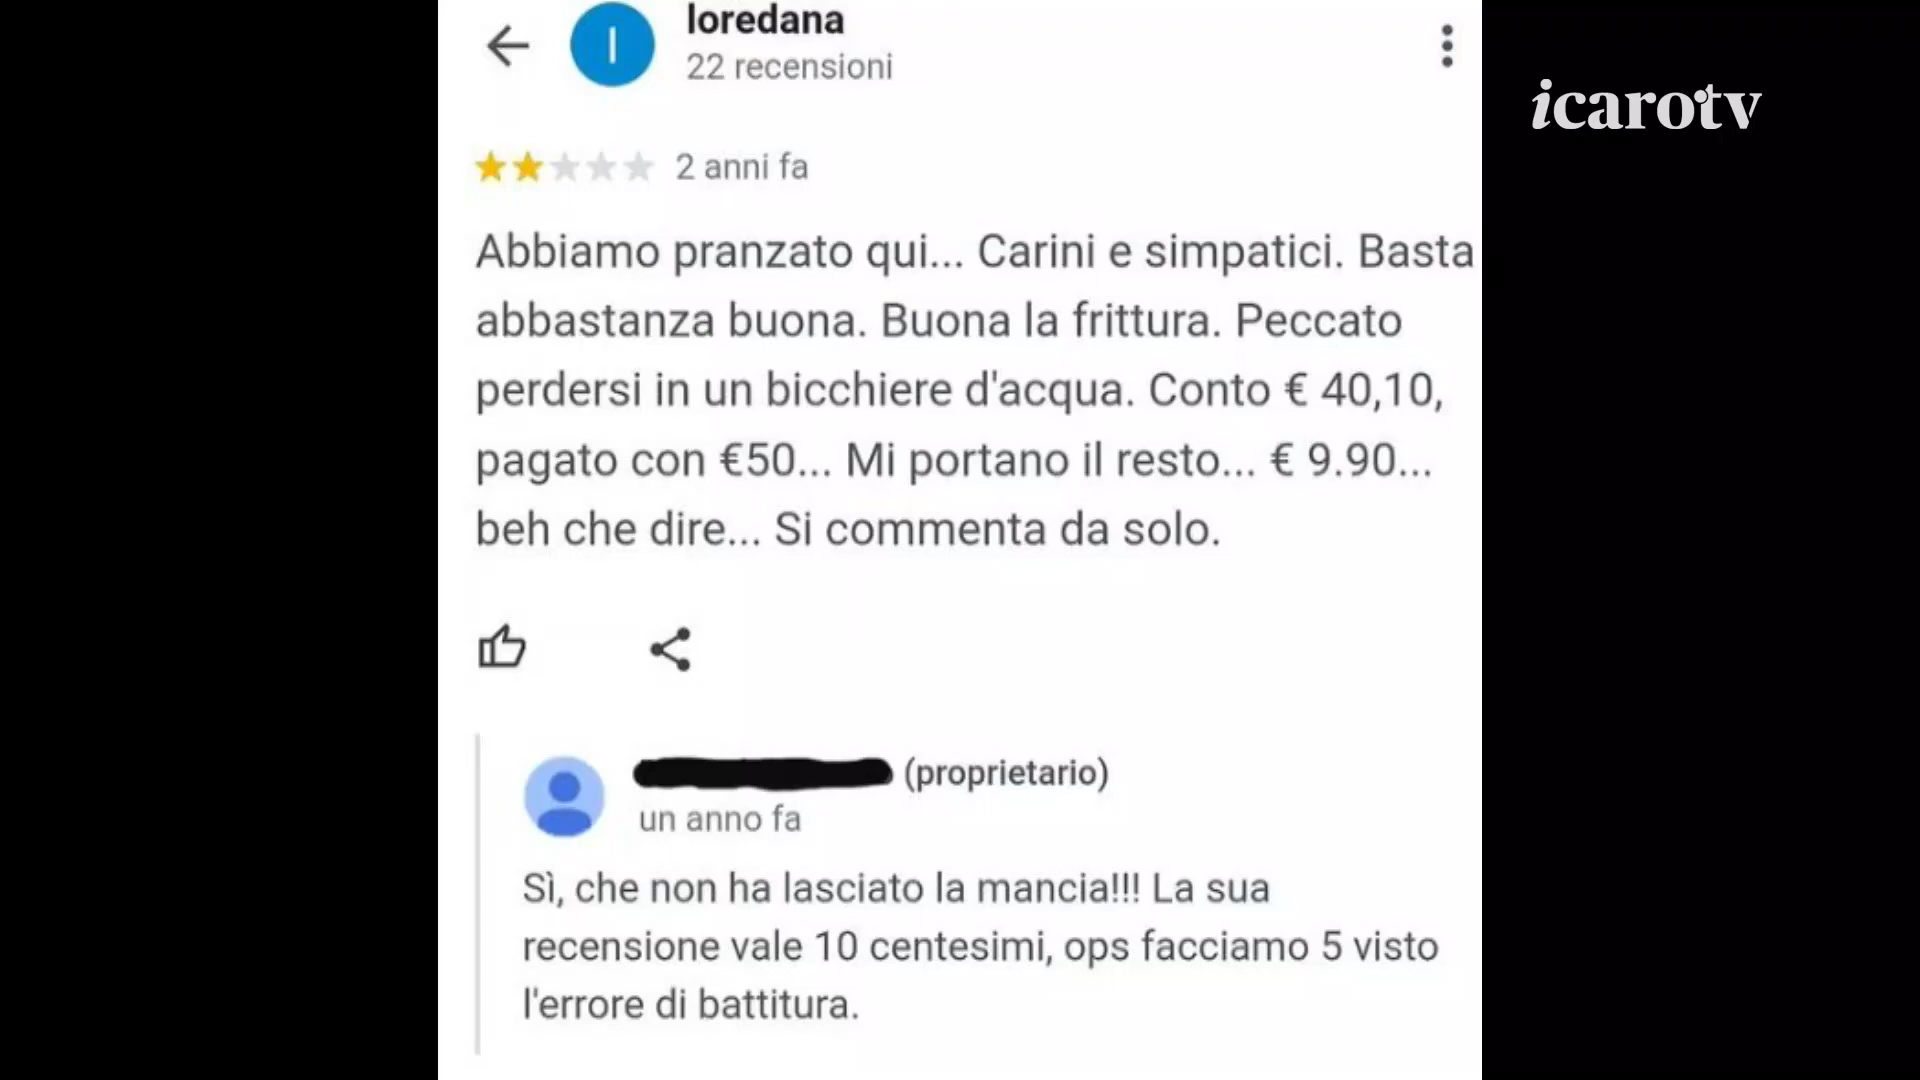 loredana
22 recensioni
icarotv
2 anni fa
Abbiamo pranzato qui... Carini e simpatici. Basta
abbastanza buona. Buona la frittura. Peccato
perdersi in un bicchiere d'acqua. Conto € 40,10,
pagato con €50... Mi portano il resto... € 9.90...
beh che dire... Si commenta da solo.
(proprietario)
un anno fa
Sì, che non ha lasciato la mancia!!! La sua
recensione vale 10 centesimi, ops facciamo 5 visto
l'errore di battitura.